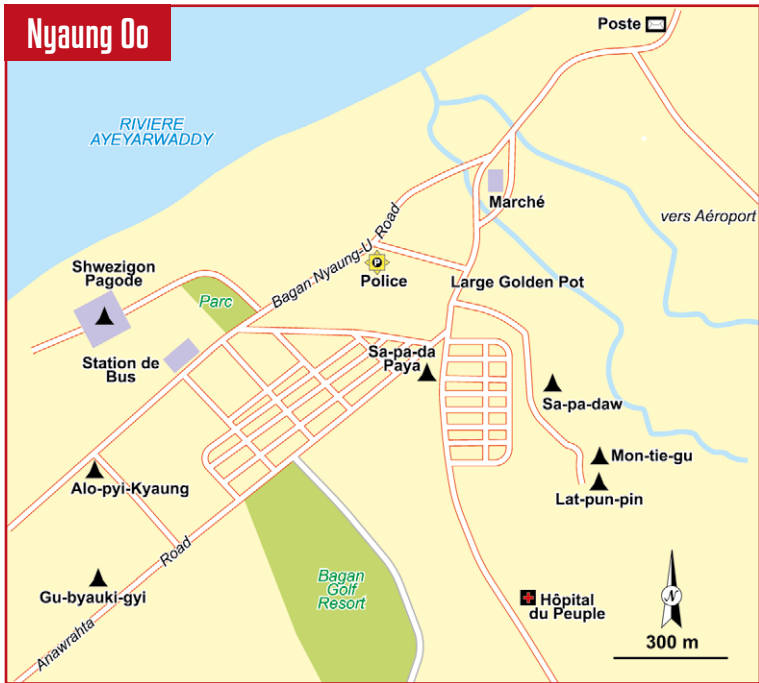 Nyaung Oo
Poste
RIVIERE
AYEYARWADDY
Marché
vers Aéroport
Bagan Nyaung-U Road
Shwezigon
Pagode
Police
Large Golden Pot
Parc
Station de
Bus
Sa-pa-da
Paya
Sa-pa-daw
Mon-tie-gu
Alo-pyi-Kyaung
Lat-pun-pin
Anawrahta Road
Gu-byauki-gyi
Bagan
Golf
Resort
Hôpital
du Peuple
N
300 m
P